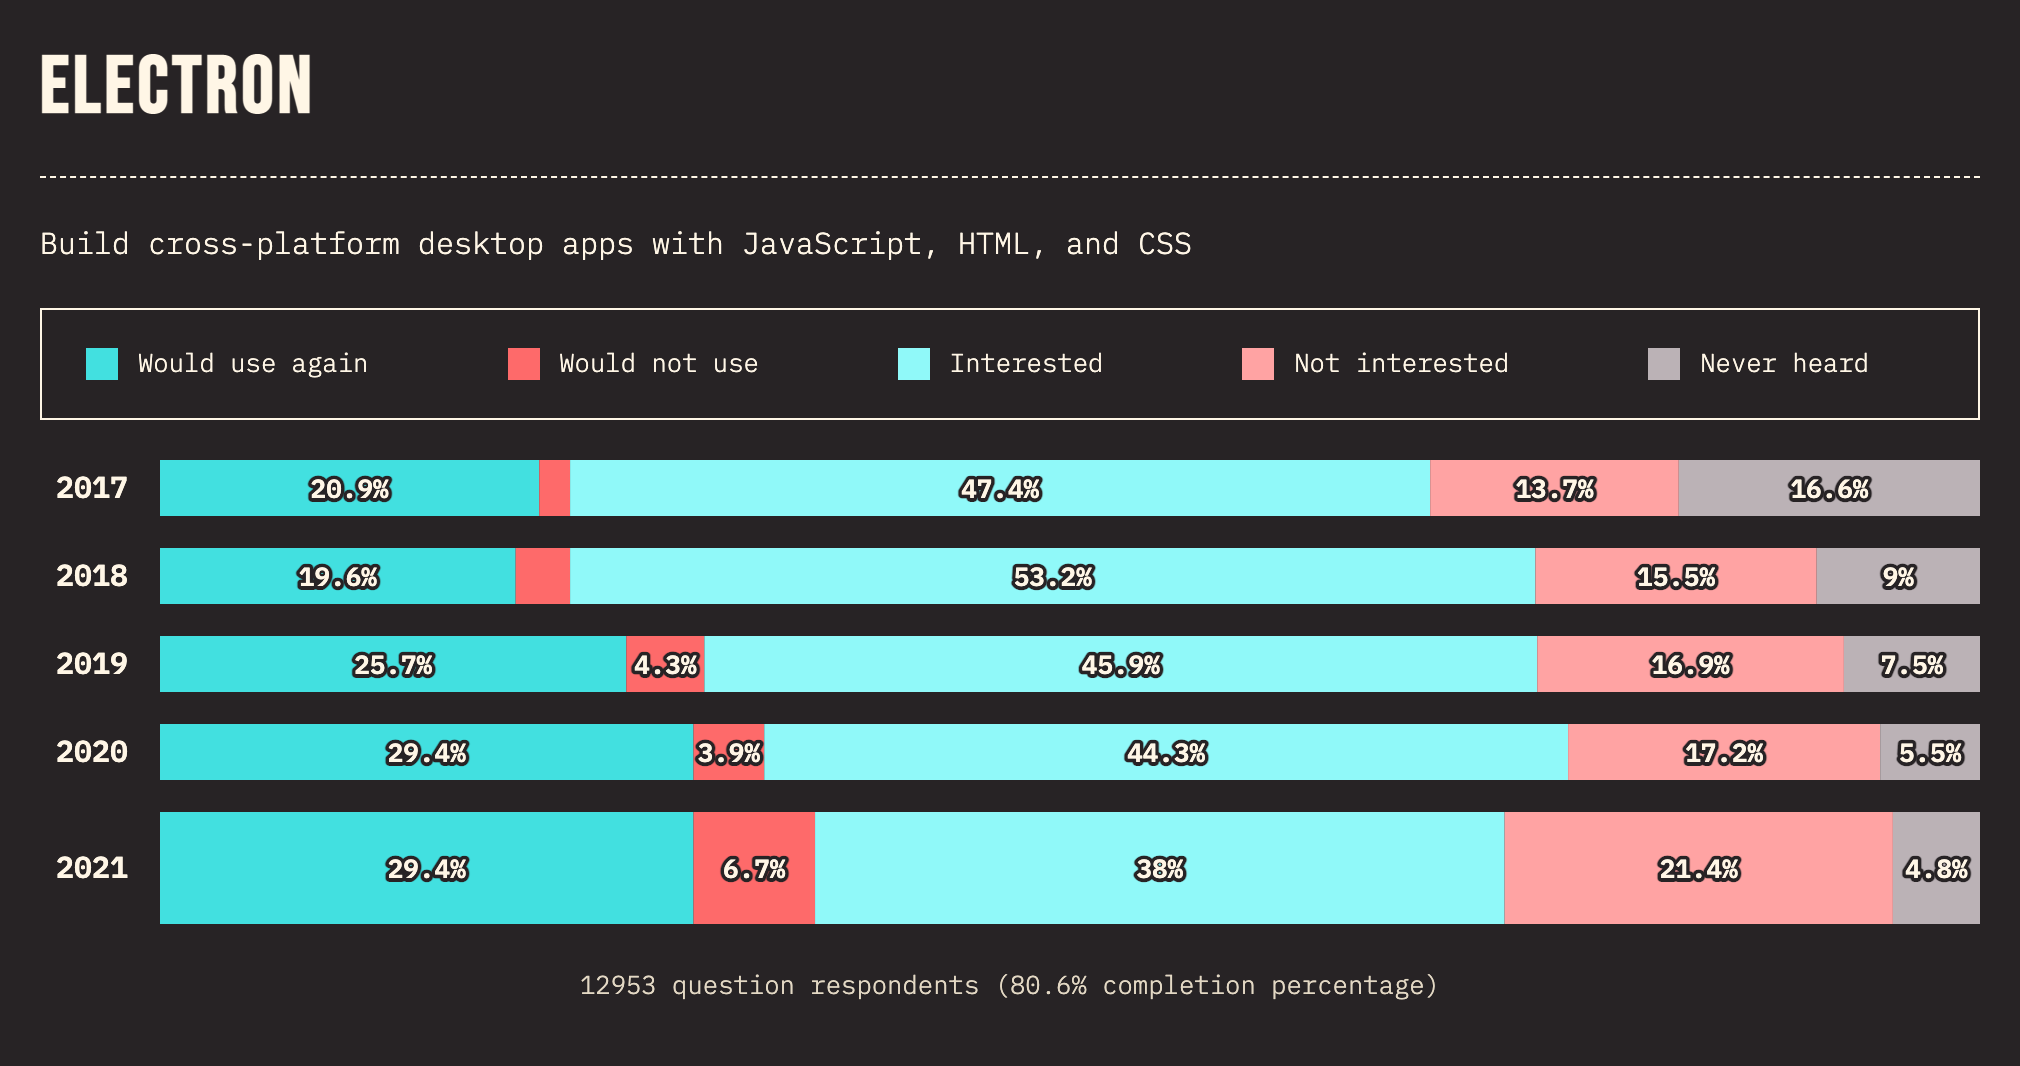 ELECTRON
Build cross-platform desktop apps with JavaScript, HTML, and CSS
Would use again Would not use Interested Not interested Never heard
2017 20.9% 47.4% 13.7% 16.6%
2018 19.6% 53.2% 15.5% 9%
2019 25.7% 4.3% 45.9% 16.9% 7.5%
2020 29.4% 3.9% 44.3% 17.2% 5.5%
2021 29.4% 6.7% 38% 21.4% 4.8%
12953 question respondents (80.6% completion percentage)